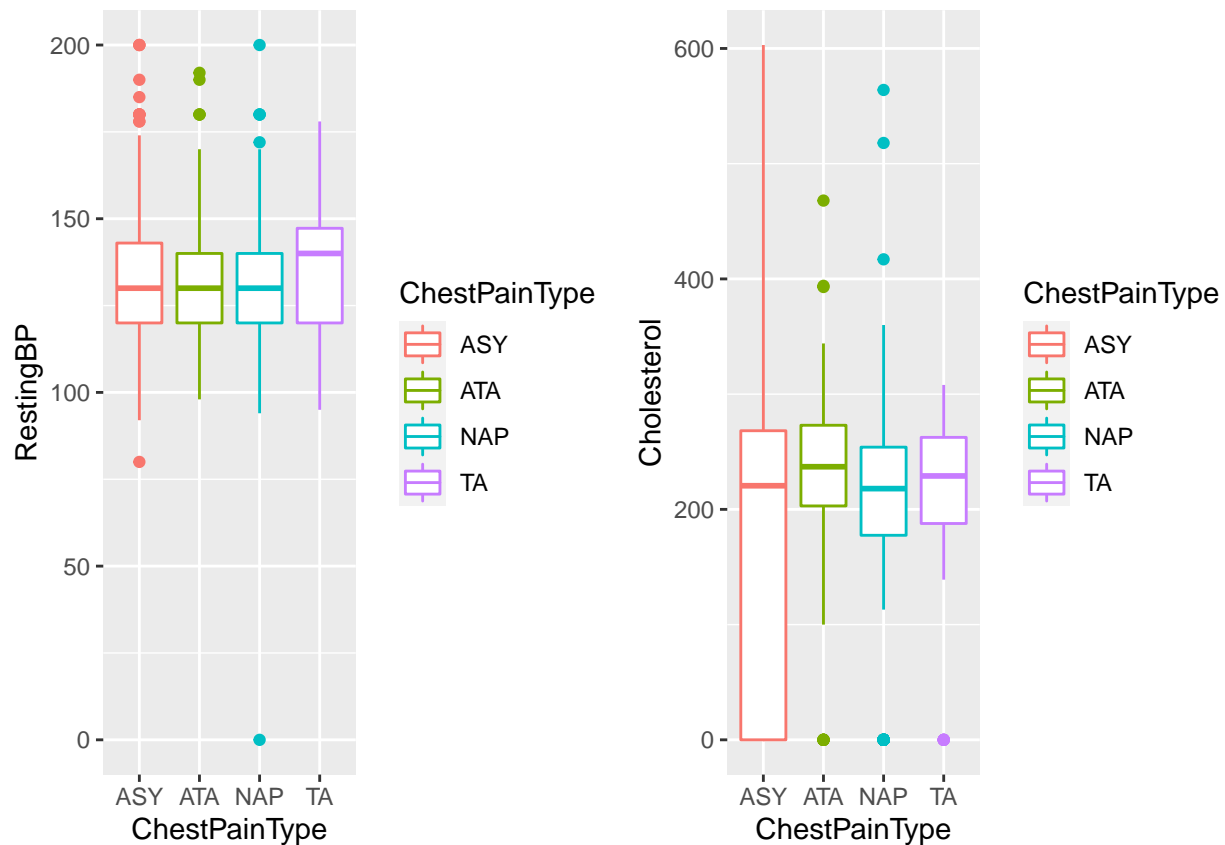 RestingBP
200
150
100
50
0
ASY ATA NAP TA
ChestPainType
ChestPainType
ASY
ATA
NAP
TA
Cholesterol
600
400
200
0
ASY ATA NAP TA
ChestPainType
ChestPainType
ASY
ATA
NAP
TA